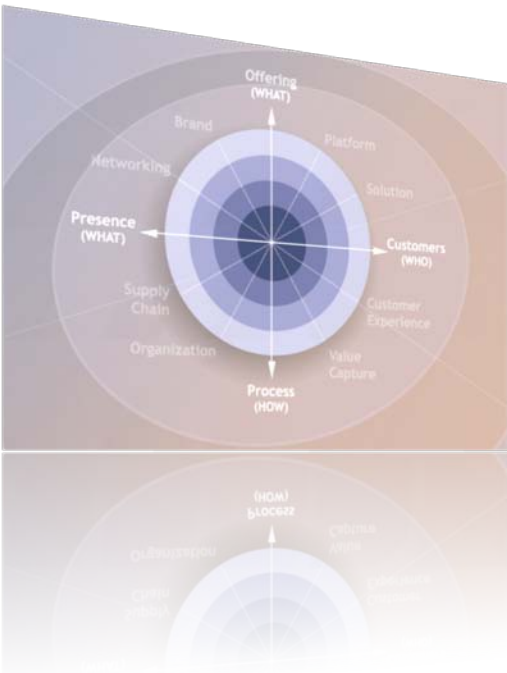 Offering
(WHAT)
Brand
Platform
Networking
Solution
Presence
(WHAT)
Customers
(WHO)
Supply
Chain
Customer
Experience
Organization
Value
Capture
Process
(HOW)